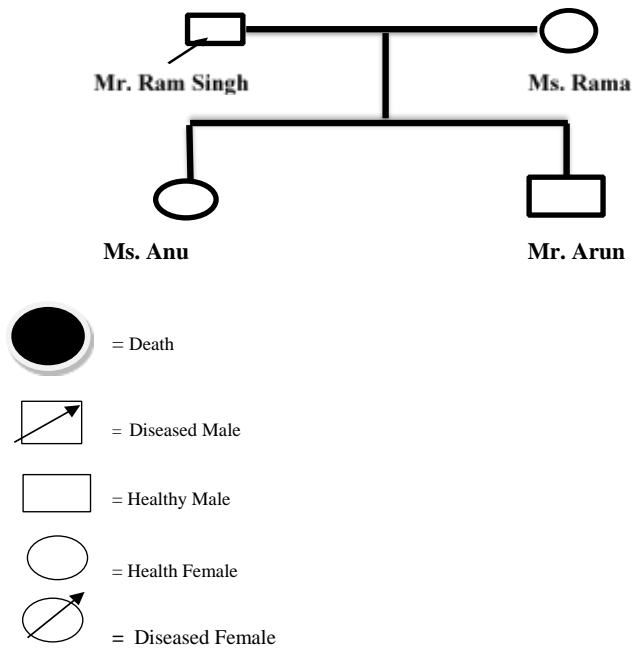 Mr. Ram Singh Ms. Rama
Ms. Anu Mr. Arun
= Death
= Diseased Male
= Healthy Male
= Health Female
= Diseased Female